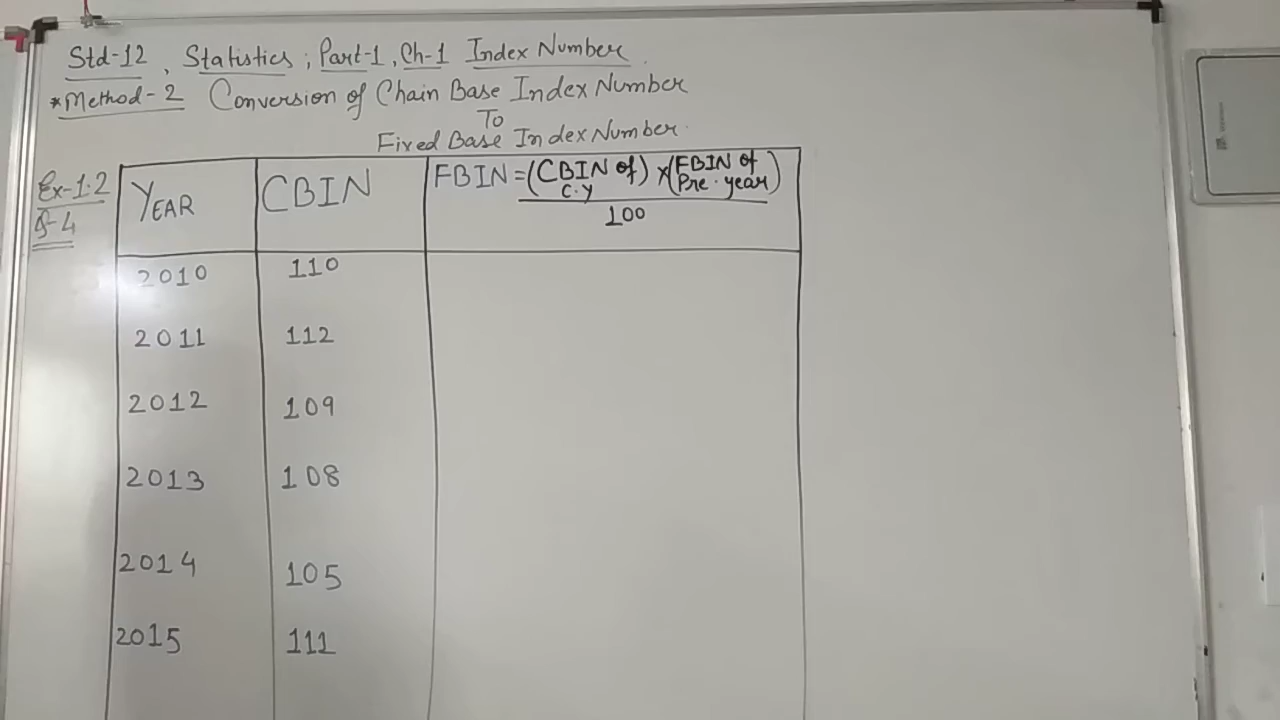 Std-12, Statistics; Part-1, Ch-1 Index Number
*Method-2 Conversion of Chain Base Index Number
To
Fixed Base Index Number.
Ex-1.2
Q-4
YEAR CBIN FBIN=(CBIN of C.Y)×(FBIN of Pre. year)
100
2010 110
2011 112
2012 109
2013 108
2014 105
2015 111